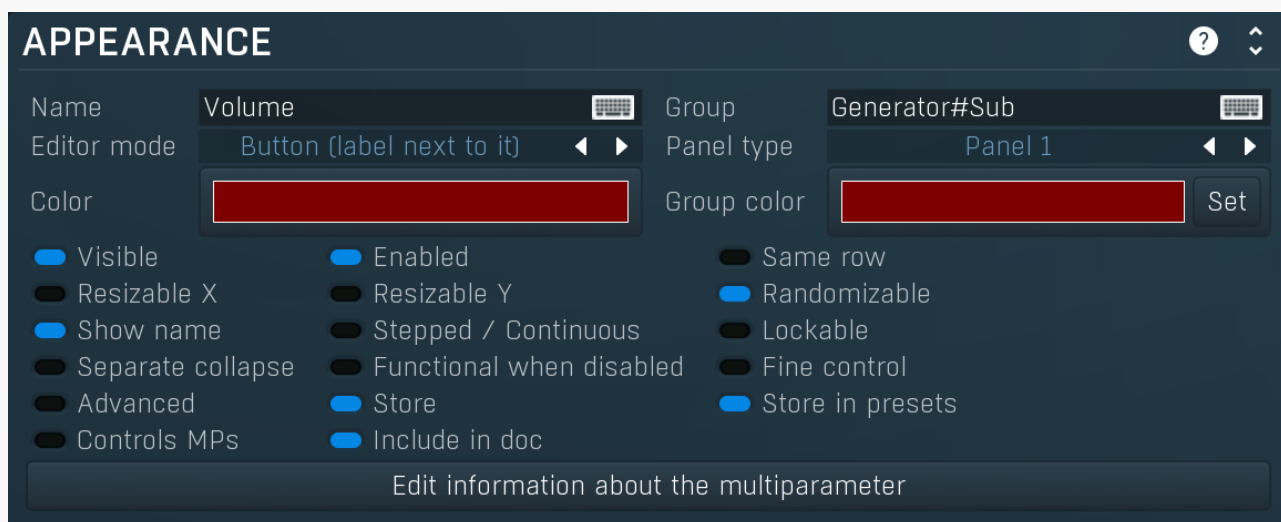 APPEARANCE ?
Name Volume Group Generator#Sub
Editor mode Button (label next to it) Panel type Panel 1
Color Group color Set
Visible Enabled Same row
Resizable X Resizable Y Randomizable
Show name Stepped / Continuous Lockable
Separate collapse Functional when disabled Fine control
Advanced Store Store in presets
Controls MPs Include in doc
Edit information about the multiparameter